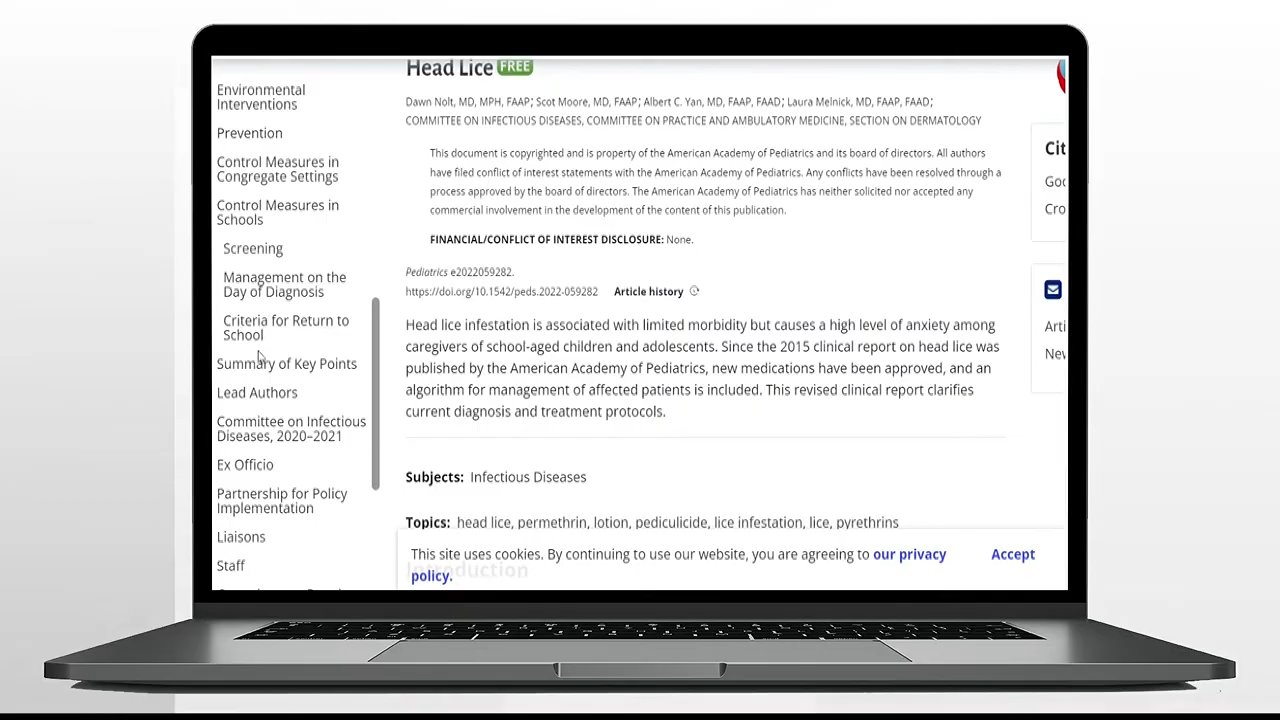 Environmental
Interventions
Prevention
Control Measures in
Congregate Settings
Control Measures in
Schools
Screening
Management on the
Day of Diagnosis
Criteria for Return to
School
Summary of Key Points
Lead Authors
Committee on Infectious
Diseases, 2020–2021
Ex Officio
Partnership for Policy
Implementation
Liaisons
Staff
Head Lice FREE
Dawn Nolt, MD, MPH, FAAP; Scot Moore, MD, FAAP; Albert C. Yan, MD, FAAP, FAAD; Laura Melnick, MD, FAAP, FAAD;
COMMITTEE ON INFECTIOUS DISEASES, COMMITTEE ON PRACTICE AND AMBULATORY MEDICINE, SECTION ON DERMATOLOGY
This document is copyrighted and is property of the American Academy of Pediatrics and its board of directors. All authors
have filed conflict of interest statements with the American Academy of Pediatrics. Any conflicts have been resolved through a
process approved by the board of directors. The American Academy of Pediatrics has neither solicited nor accepted any
commercial involvement in the development of the content of this publication.
FINANCIAL/CONFLICT OF INTEREST DISCLOSURE: None.
Pediatrics e2022059282.
https://doi.org/10.1542/peds.2022-059282 Article history
Head lice infestation is associated with limited morbidity but causes a high level of anxiety among
caregivers of school-aged children and adolescents. Since the 2015 clinical report on head lice was
published by the American Academy of Pediatrics, new medications have been approved, and an
algorithm for management of affected patients is included. This revised clinical report clarifies
current diagnosis and treatment protocols.
Subjects: Infectious Diseases
Topics: head lice, permethrin, lotion, pediculicide, lice infestation, lice, pyrethrins
Introduction
This site uses cookies. By continuing to use our website, you are agreeing to our privacy
policy. Accept
Cit
Goo
Cro
Arti
New